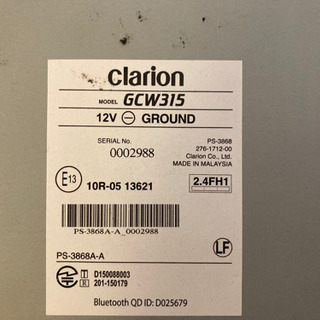 clarion
MODEL GCW315
12V ⊖ GROUND
SERIAL No.
0002988
PS-3868
276-1712-00
Clarion Co., Ltd.
MADE IN MALAYSIA
E13
10R-05 13621
2.4FH1
PS-3868A-A_0002988
PS-3868A-A
LF
T D150088003
R 201-150179
Bluetooth QD ID: D025679